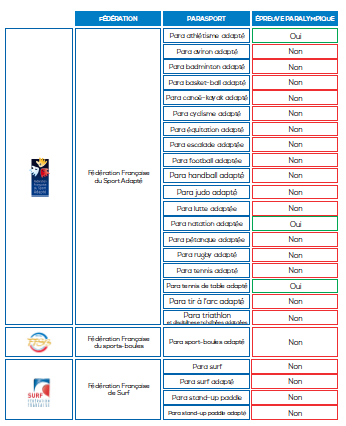 FÉDÉRATION PARASPORT ÉPREUVE PARALYMPIQUE
Para athlétisme adapté Oui
Para aviron adapté Non
Para badminton adapté Non
Para basket-ball adapté Non
Para canoë-kayak adapté Non
Para cyclisme adapté Non
Para équitation adapté Non
Para escalade adaptée Non
Para football adaptée Non
Para handball adapté Non
Para judo adapté Non
Para lutte adaptée Non
Para natation adaptée Oui
Para pétanque adaptée Non
Para rugby adapté Non
Para tennis adapté Non
Para tennis de table adapté Oui
Para tir à l'arc adapté Non
Para triathlon Non
et disciplines enchaînées adaptées
Fédération Française
du Sport Adapté
Fédération Française
du sports-boules
Para sport-boules adapté Non
Para surf Non
Para surf adapté Non
Para stand-up paddle Non
Para stand-up paddle adapté Non
SURF
FÉDÉRATION
FRANÇAISE
Fédération Française
de Surf